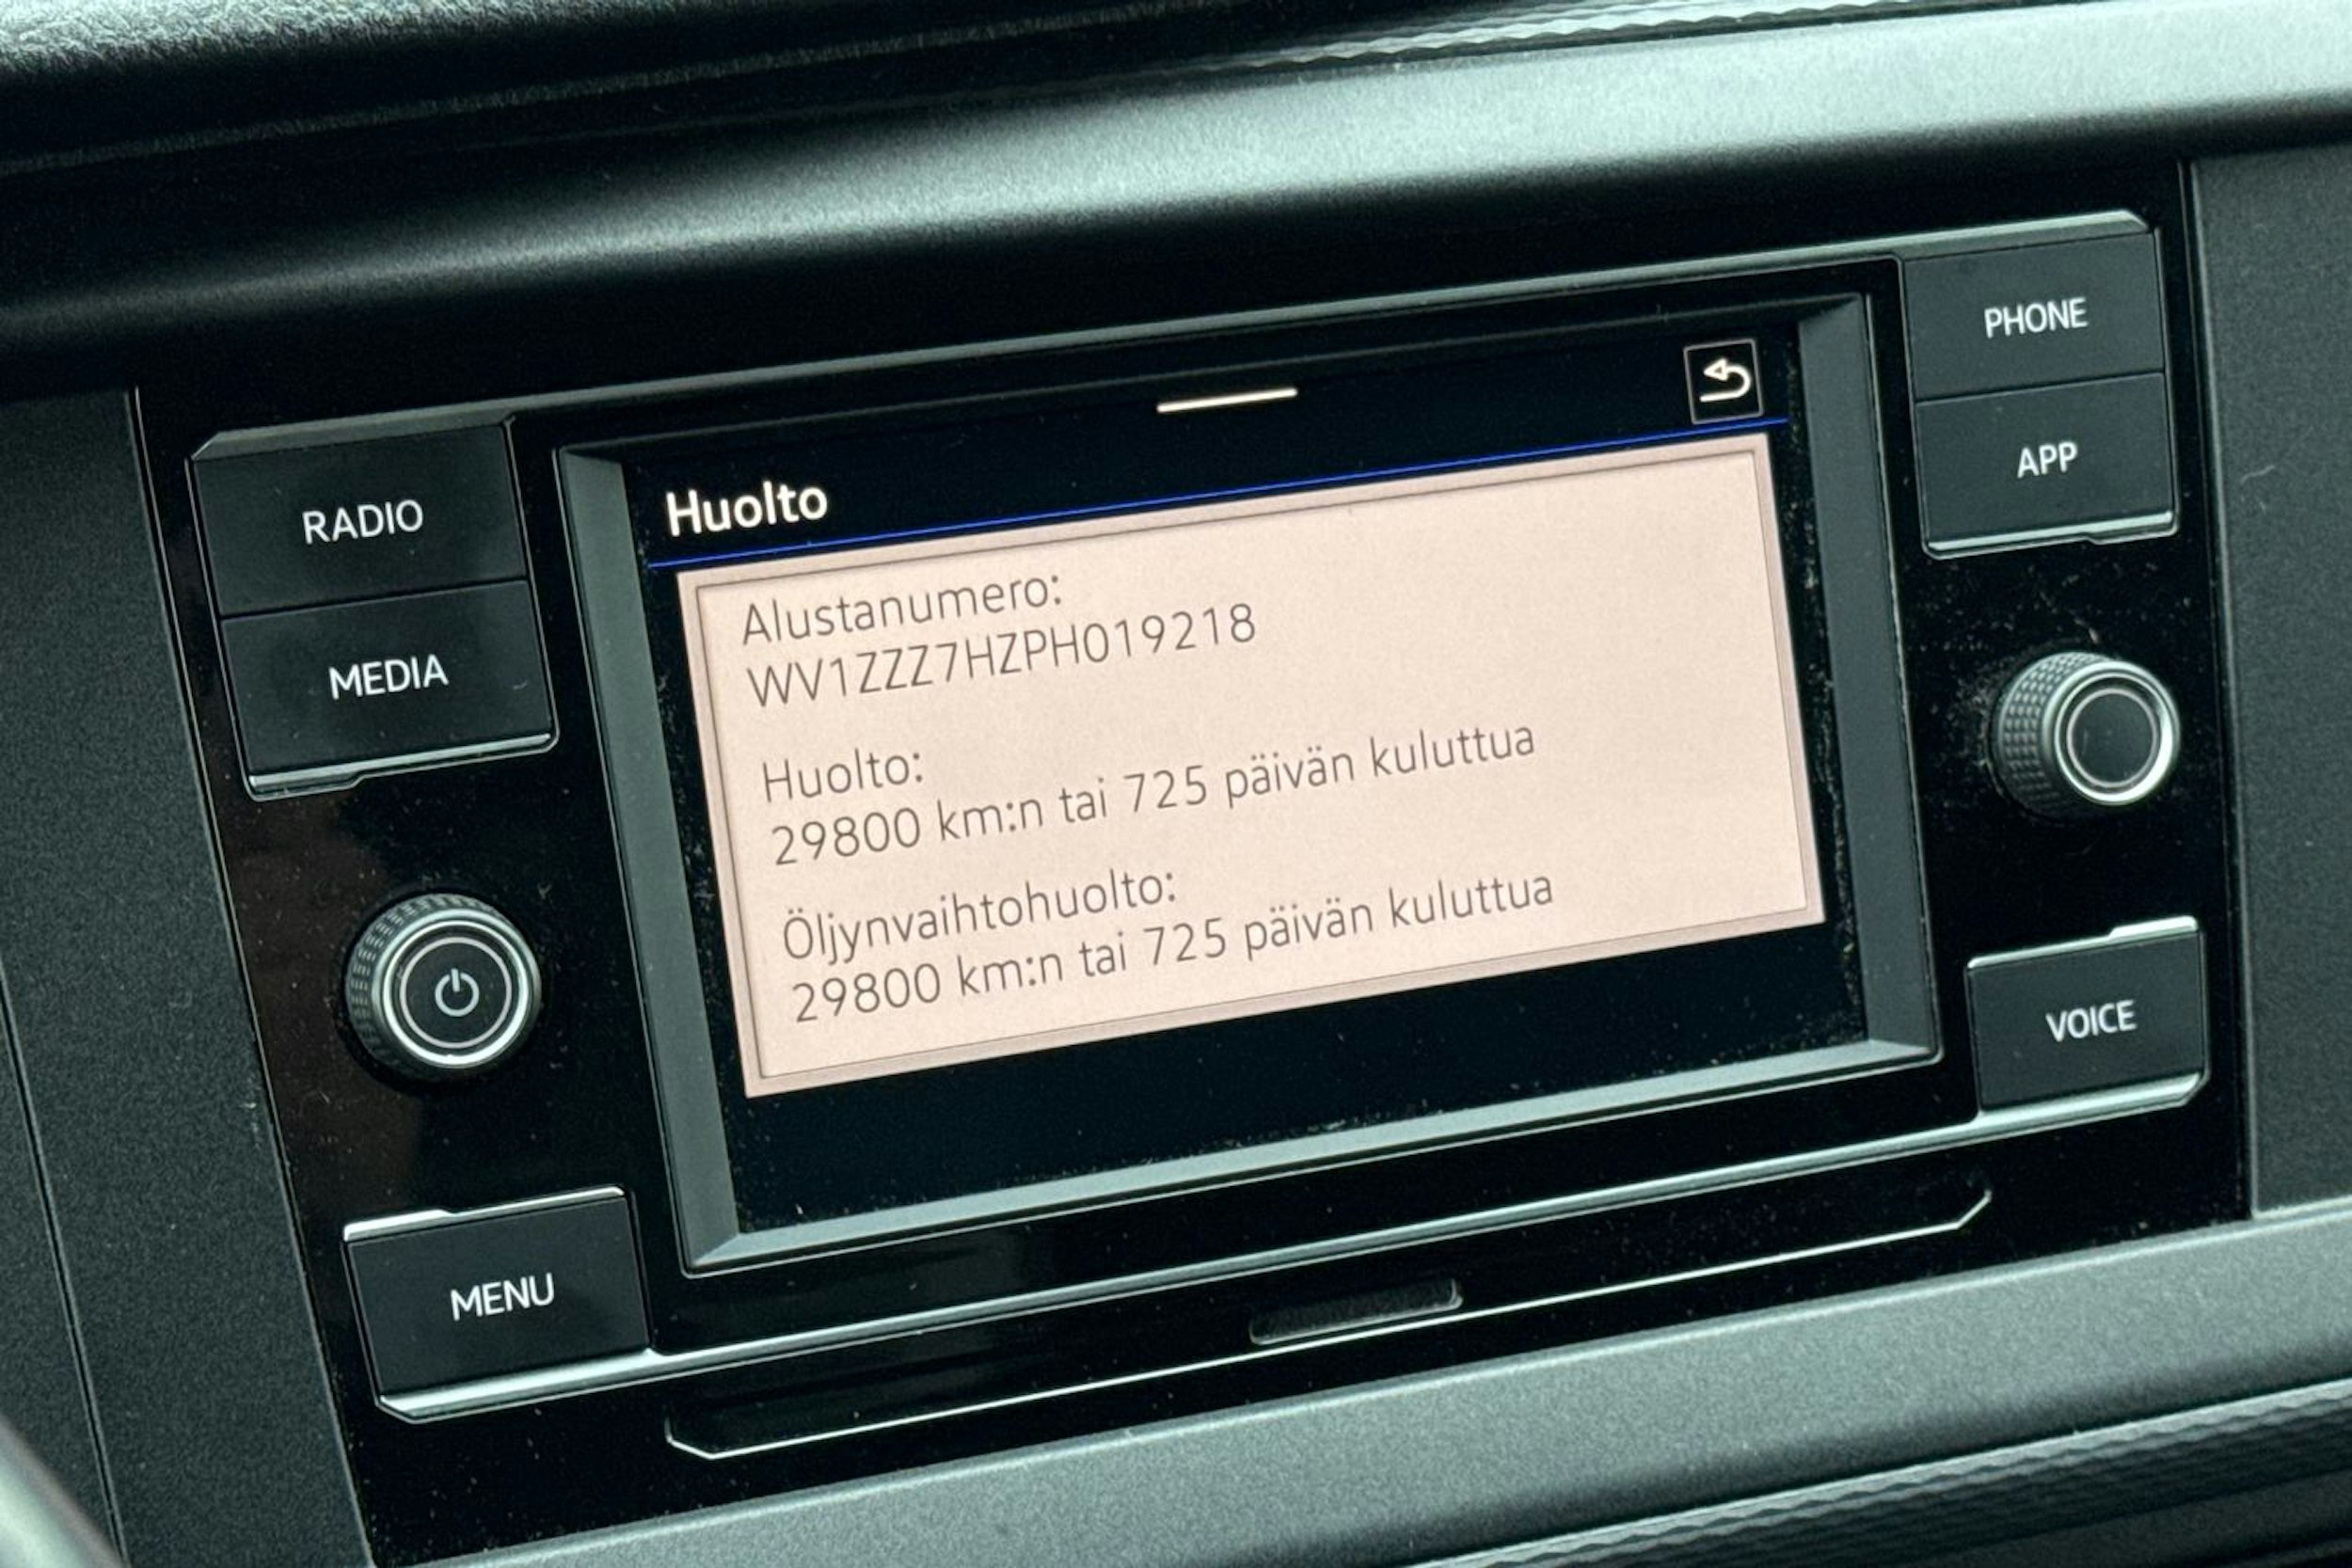 RADIO
MEDIA
MENU
Huolto
Alustanumero:
WV1ZZZ7HZPH019218
Huolto:
29800 km:n tai 725 päivän kuluttua
Öljynvaihtohuolto:
29800 km:n tai 725 päivän kuluttua
PHONE
APP
VOICE